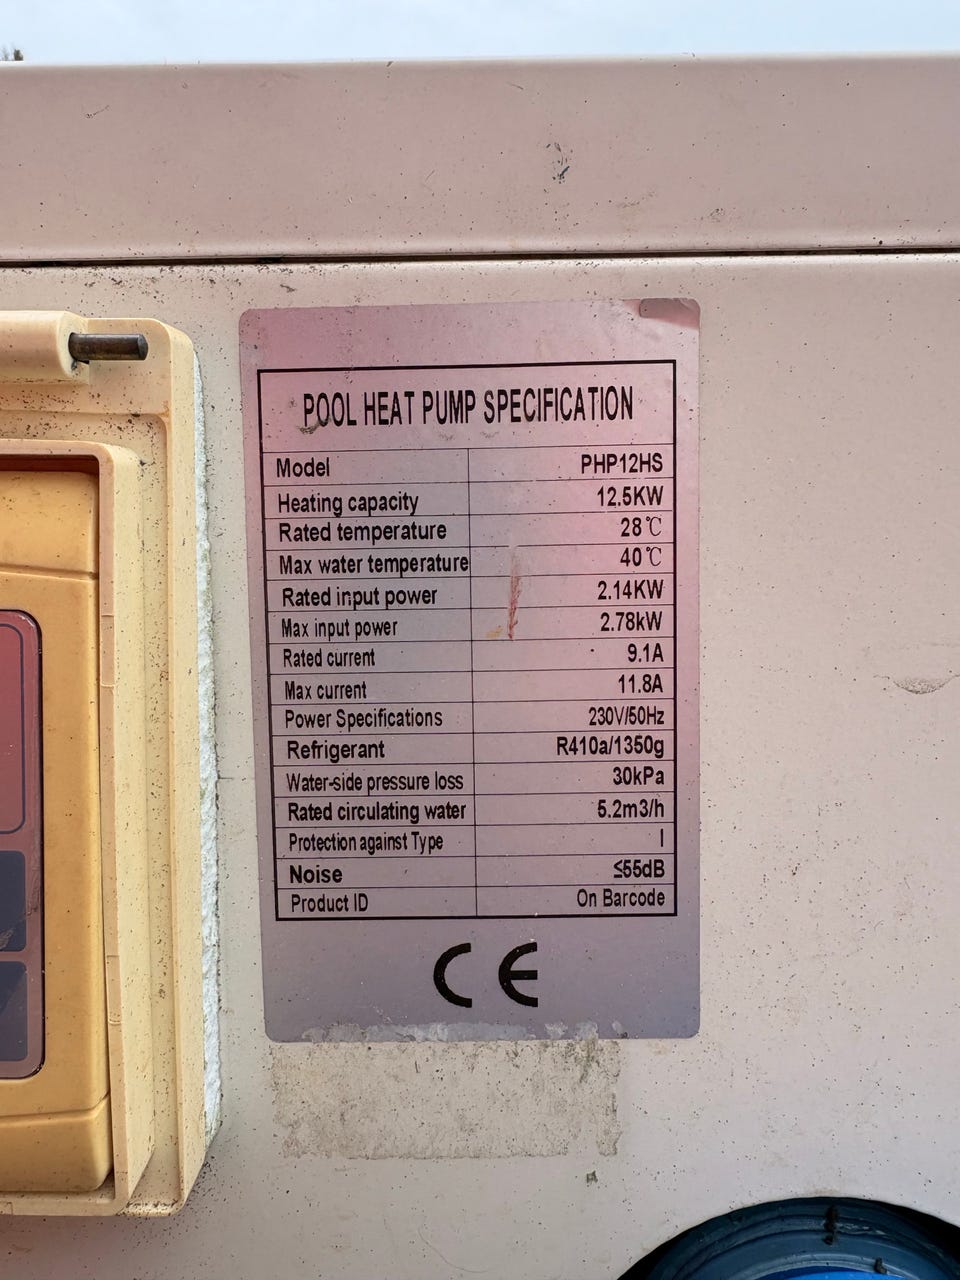 POOL HEAT PUMP SPECIFICATION
Model PHP12HS
Heating capacity 12.5KW
Rated temperature 28℃
Max water temperature 40℃
Rated input power 2.14KW
Max input power 2.78kW
Rated current 9.1A
Max current 11.8A
Power Specifications 230V/50Hz
Refrigerant R410a/1350g
Water-side pressure loss 30kPa
Rated circulating water 5.2m3/h
Protection against Type I
Noise ≤55dB
Product ID On Barcode
CE